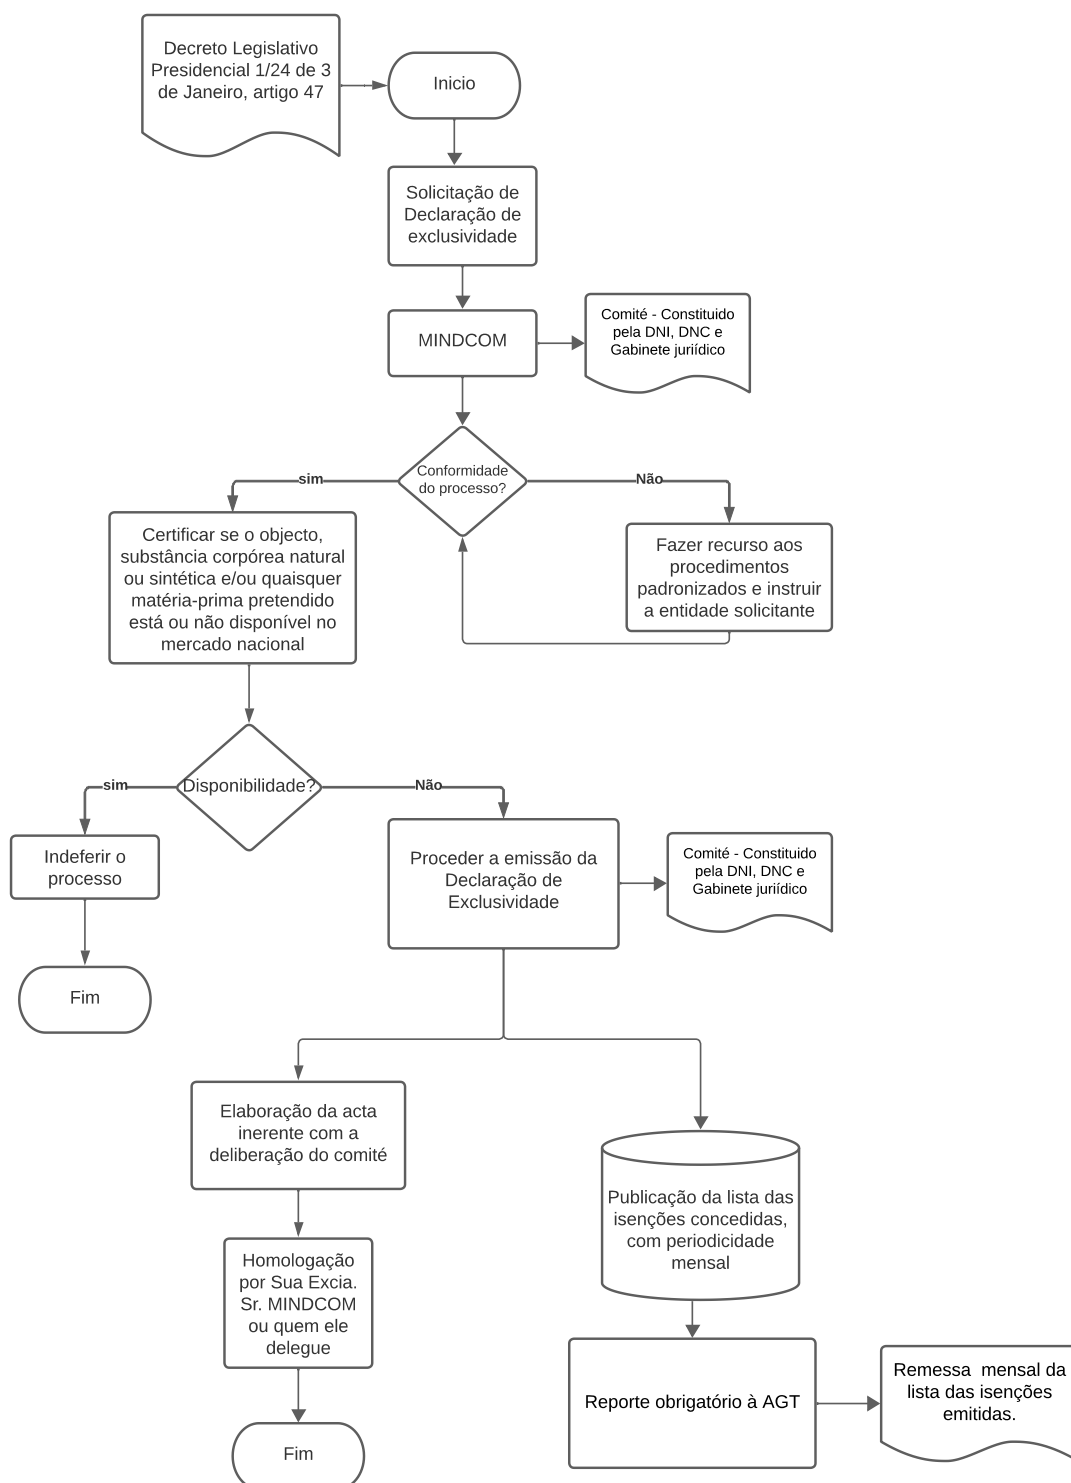 Decreto Legislativo
Presidencial 1/24 de 3
de Janeiro, artigo 47
Inicio
Solicitação de
Declaração de
exclusividade
MINDCOM
Comité - Constituido
pela DNI, DNC e
Gabinete juriídico
Conformidade
do processo?
sim
Não
Certificar se o objecto,
substância corpórea natural
ou sintética e/ou quaisquer
matéria-prima pretendido
está ou não disponível no
mercado nacional
Fazer recurso aos
procedimentos
padronizados e instruir
a entidade solicitante
Disponibilidade?
sim
Não
Indeferir o
processo
Fim
Proceder a emissão da
Declaração de
Exclusividade
Comité - Constituido
pela DNI, DNC e
Gabinete juriídico
Elaboração da acta
inerente com a
deliberação do comité
Homologação
por Sua Excia.
Sr. MINDCOM
ou quem ele
delegue
Fim
Publicação da lista das
isenções concedidas,
com periodicidade
mensal
Reporte obrigatório à AGT
Remessa  mensal da
lista das isenções
emitidas.